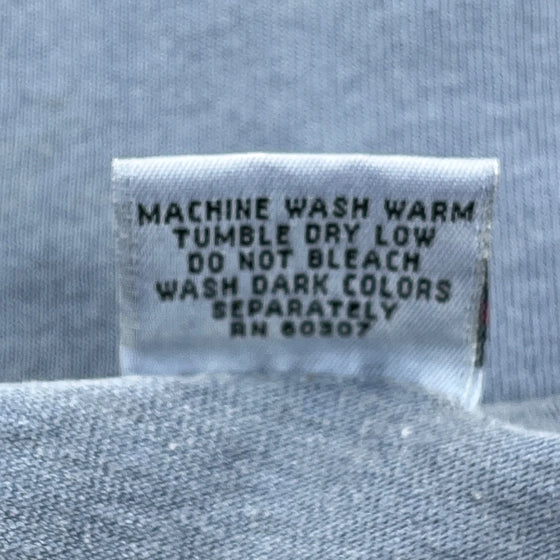 MACHINE WASH WARM
TUMBLE DRY LOW
DO NOT BLEACH
WASH DARK COLORS
SEPARATELY
RN 60307